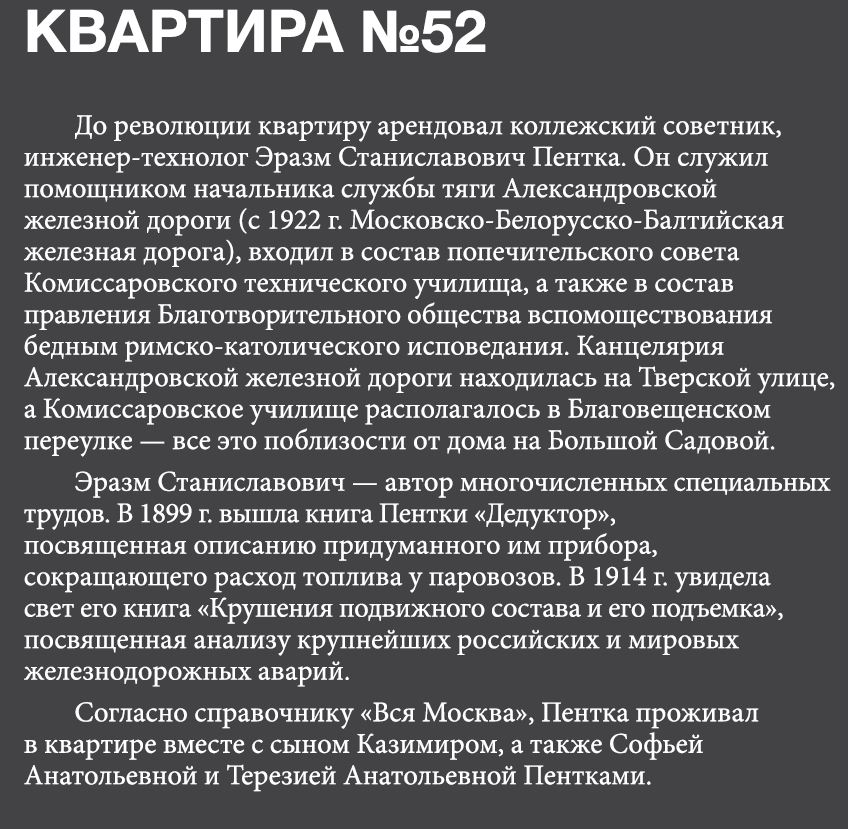 КВАРТИРА №52
До революции квартиру арендовал коллежский советник,
инженер-технолог Эразм Станиславович Пентка. Он служил
помощником начальника службы тяги Александровской
железной дороги (с 1922 г. Московско-Белорусско-Балтийская
железная дорога), входил в состав попечительского совета
Комиссаровского технического училища, а также в состав
правления Благотворительного общества вспомоществования
бедным римско-католического исповедания. Канцелярия
Александровской железной дороги находилась на Тверской улице,
а Комиссаровское училище располагалось в Благовещенском
переулке — все это поблизости от дома на Большой Садовой.
Эразм Станиславович — автор многочисленных специальных
трудов. В 1899 г. вышла книга Пентки «Дедуктор»,
посвященная описанию придуманного им прибора,
сокращающего расход топлива у паровозов. В 1914 г. увидела
свет его книга «Крушения подвижного состава и его подъемка»,
посвященная анализу крупнейших российских и мировых
железнодорожных аварий.
Согласно справочнику «Вся Москва», Пентка проживал
в квартире вместе с сыном Казимиром, а также Софьей
Анатольевной и Терезией Анатольевной Пентками.